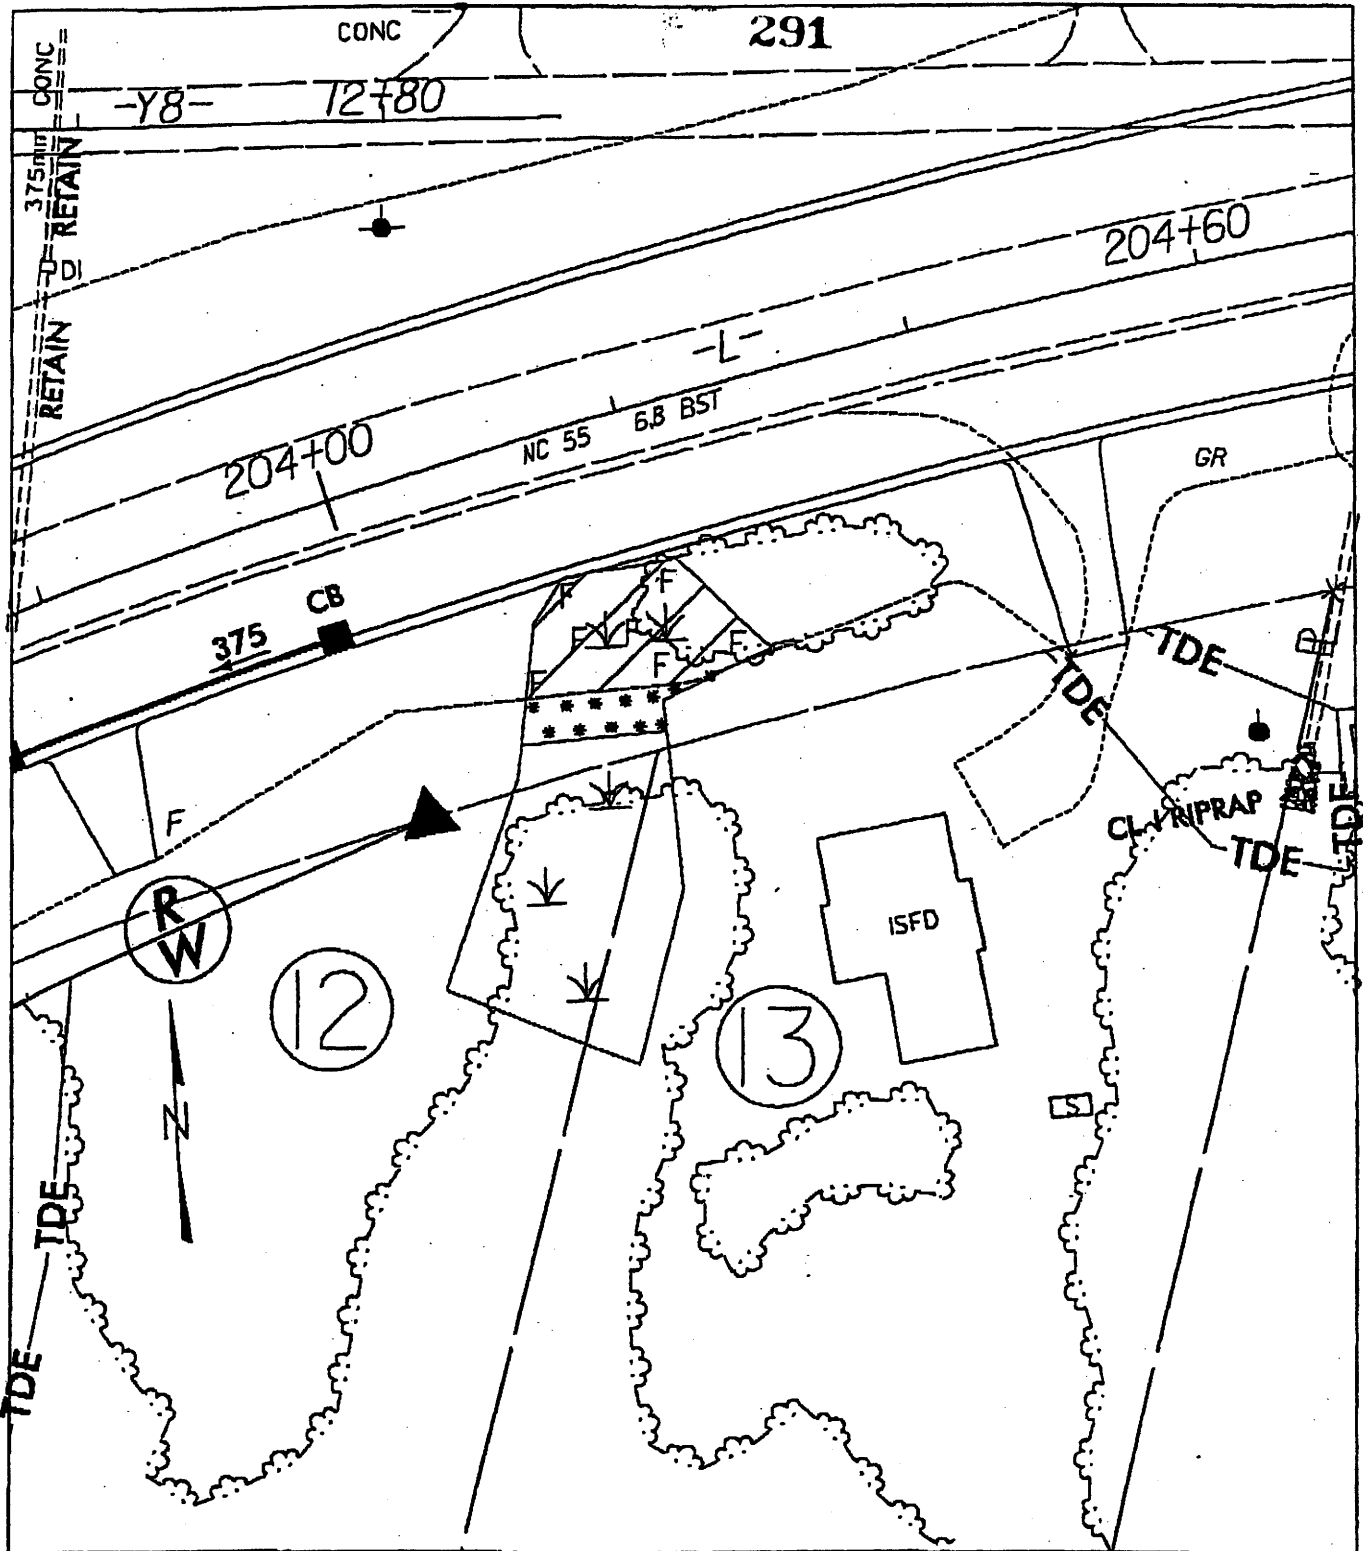 CONC
291
CONC
-Y8- 12+80
375mm
RETAIN
DI
RETAIN
204+60
-L-
NC 55 6.8 BST
204+00
GR
CB
375
F
F
F
F
F
F
F
TDE
TDE
D
CL I RIPRAP
TDE
TDE
R
W
ISFD
12
13
N
LS
TDE
TDE